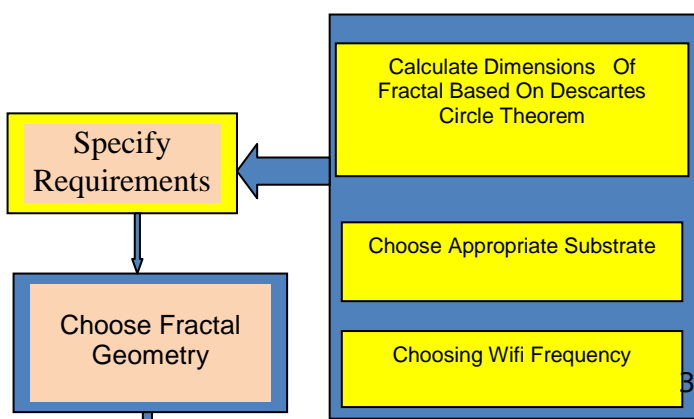 Calculate Dimensions Of
Fractal Based On Descartes
Circle Theorem
Specify
Requirements
Choose Appropriate Substrate
Choose Fractal
Geometry
Choosing Wifi Frequency
3